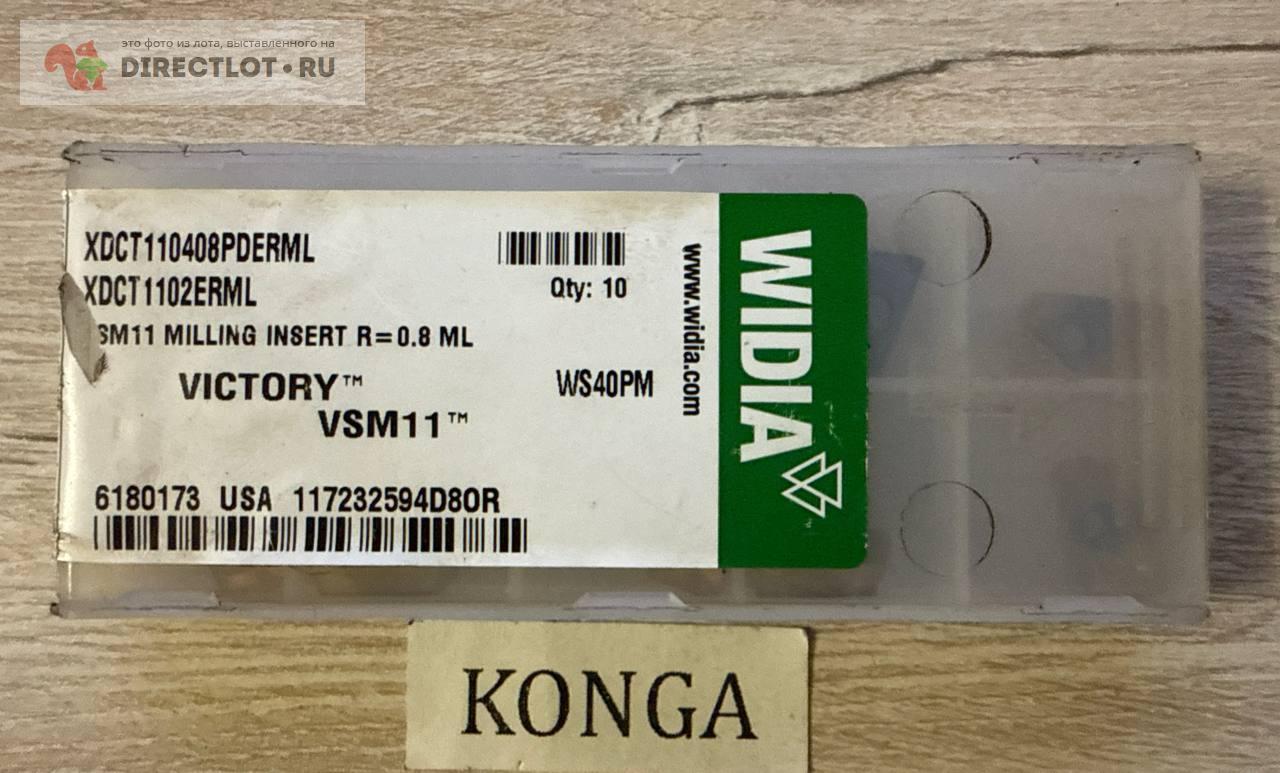 это фото из лота, выставленного на
DIRECTLOT•RU
XDCT110408PDERML
XDCT1102ERML
Qty: 10
SM11 MILLING INSERT R=0.8 ML
VICTORY™
WS40PM
VSM11™
6180173 USA 117232594D80R
www.widia.com
WIDIA
KONGA